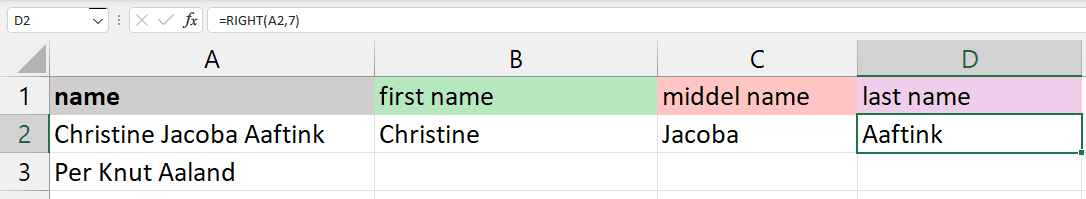 D2 fx =RIGHT(A2,7)
A B C D
1 name first name middel name last name
2 Christine Jacoba Aaftink Christine Jacoba Aaftink
3 Per Knut Aaland